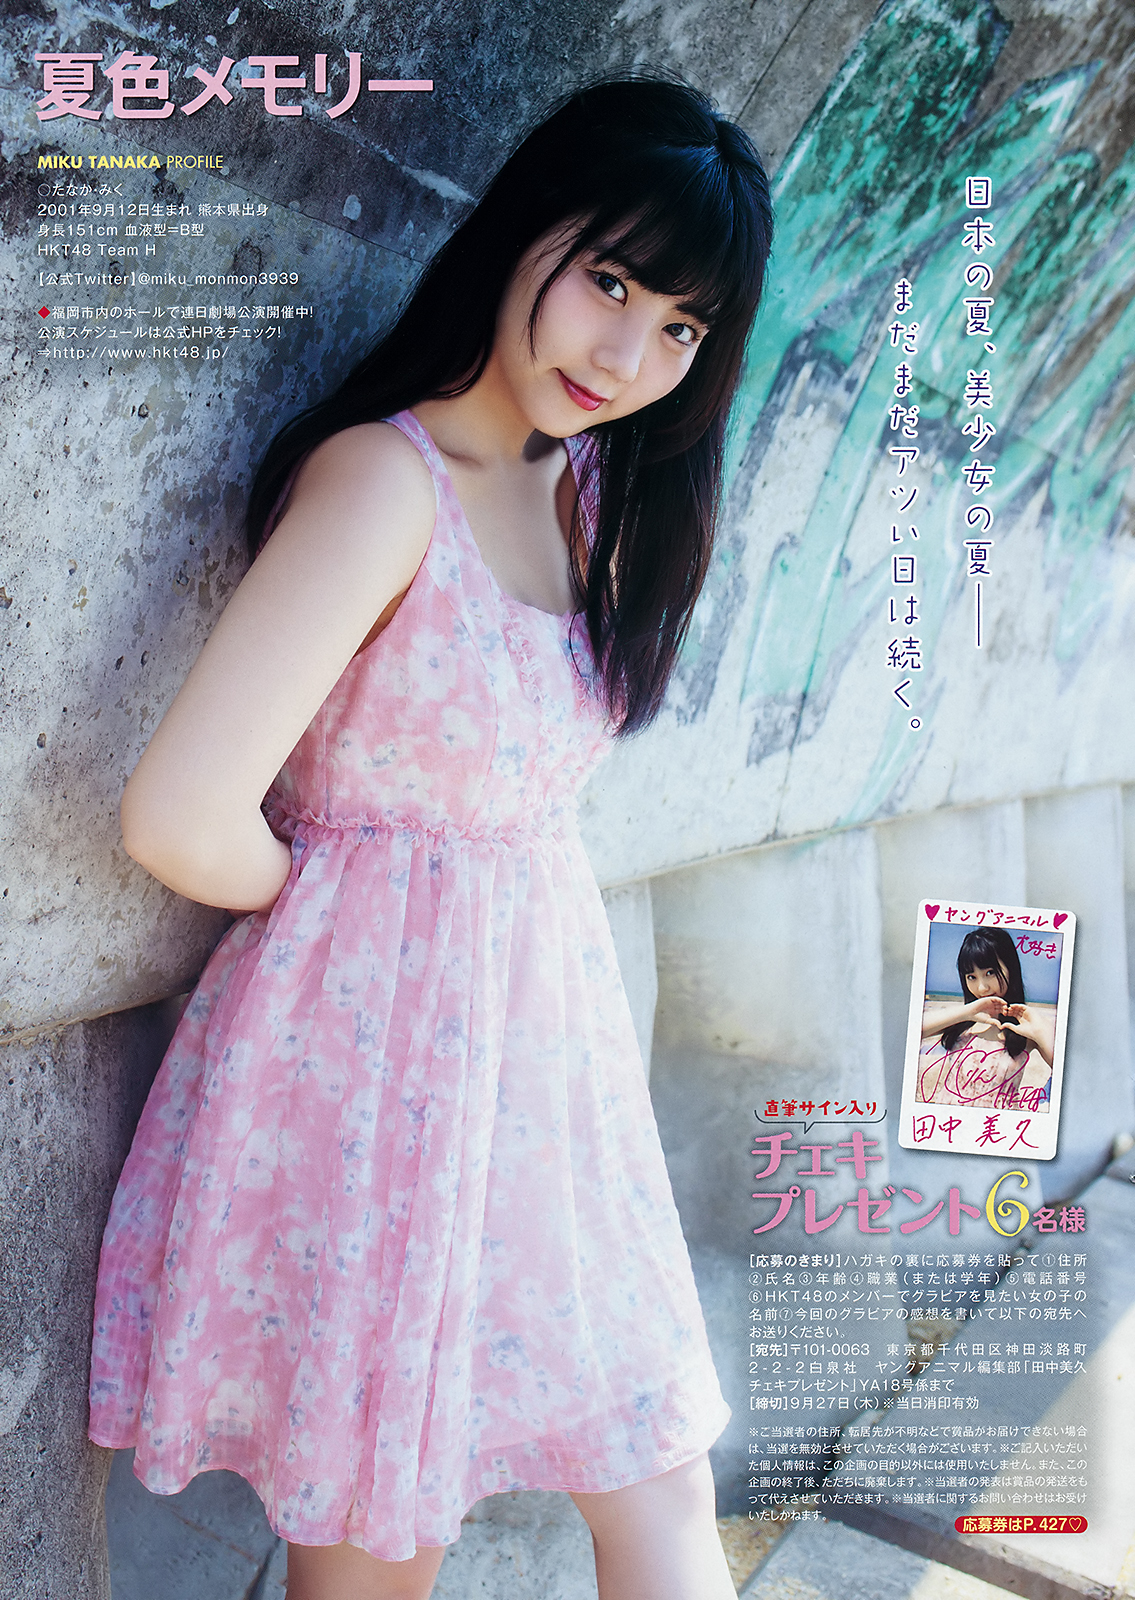 夏色メモリー
MIKU TANAKA PROFILE
○たなか・みく
2001年9月12日生まれ 熊本県出身
身長151cm 血液型=B型
HKT48 Team H
【公式Twitter】@miku_monmon3939
◆福岡市内のホールで連日劇場公演開催中!
公演スケジュールは公式HPをチェック!
⇒http://www.hkt48.jp/
日本の夏、美少女の夏――
まだまだアツい日は続く。
♥ヤングアニマル♥
大好き
HKT48
田中美久
直筆サイン入り
チェキ
プレゼント6名様
[応募のきまり]ハガキの裏に応募券を貼って①住所
②氏名③年齢④職業(または学年)⑤電話番号
⑥HKT48のメンバーでグラビアを見たい女の子の
名前⑦今回のグラビアの感想を書いて以下の宛先へ
お送りください。
[宛先]〒101-0063 東京都千代田区神田淡路町
2-2-2白泉社 ヤングアニマル編集部「田中美久
チェキプレゼント」YA18号係まで
[締切]9月27日(木)※当日消印有効
※ご当選者の住所、転居先が不明などで賞品がお届けできない場合
は、当選を無効とさせていただく場合がございます。※ご記入いただい
た個人情報は、この企画の目的以外には使用いたしません。また、この
企画の終了後、ただちに廃棄します。※当選者の発表は賞品の発送をも
って代えさせていただきます。※当選者に関するお問い合わせはお受け
いたしかねます。
応募券はP.427♡